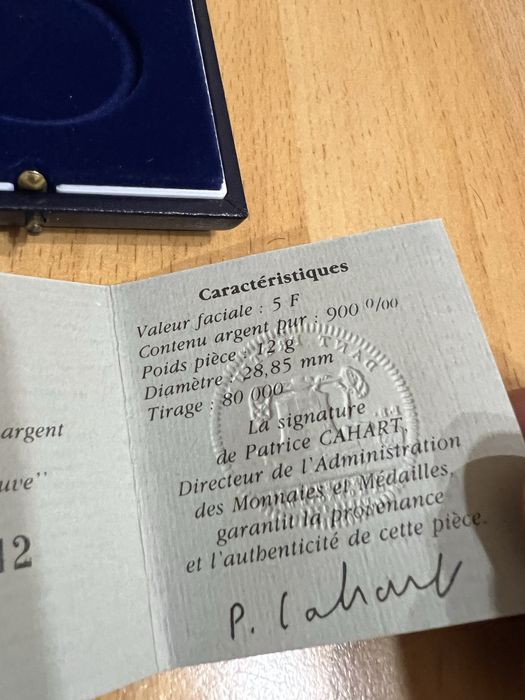 argent
uve"
12
Caractéristiques
Valeur faciale : 5 F
Contenu argent pur : 900 0/00
Poids pièce : 12 g
Diamètre : 28,85 mm
Tirage : 80 000
La signature
de Patrice CAHART,
Directeur de l'Administration
des Monnaies et Médailles,
garantit la provenance
et l'authenticité de cette pièce.
P. Cahart